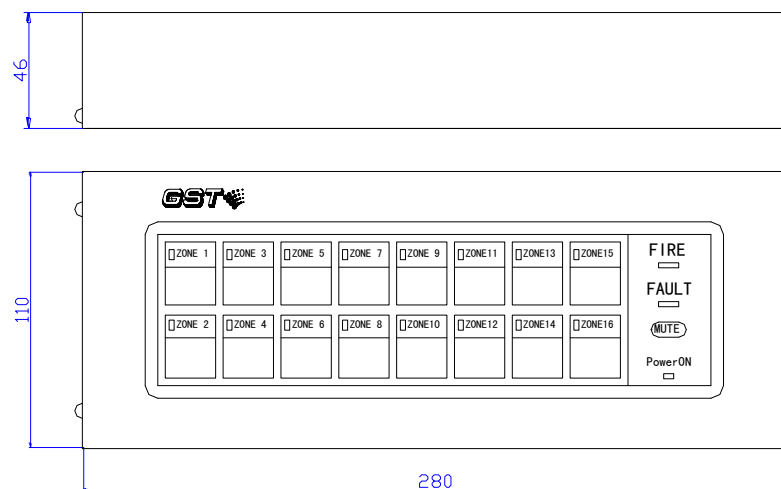 46
GST
ZONE 1 ZONE 3 ZONE 5 ZONE 7 ZONE 9 ZONE11 ZONE13 ZONE15
FIRE
FAULT
110
ZONE 2 ZONE 4 ZONE 6 ZONE 8 ZONE10 ZONE12 ZONE14 ZONE16
MUTE
PowerON
280